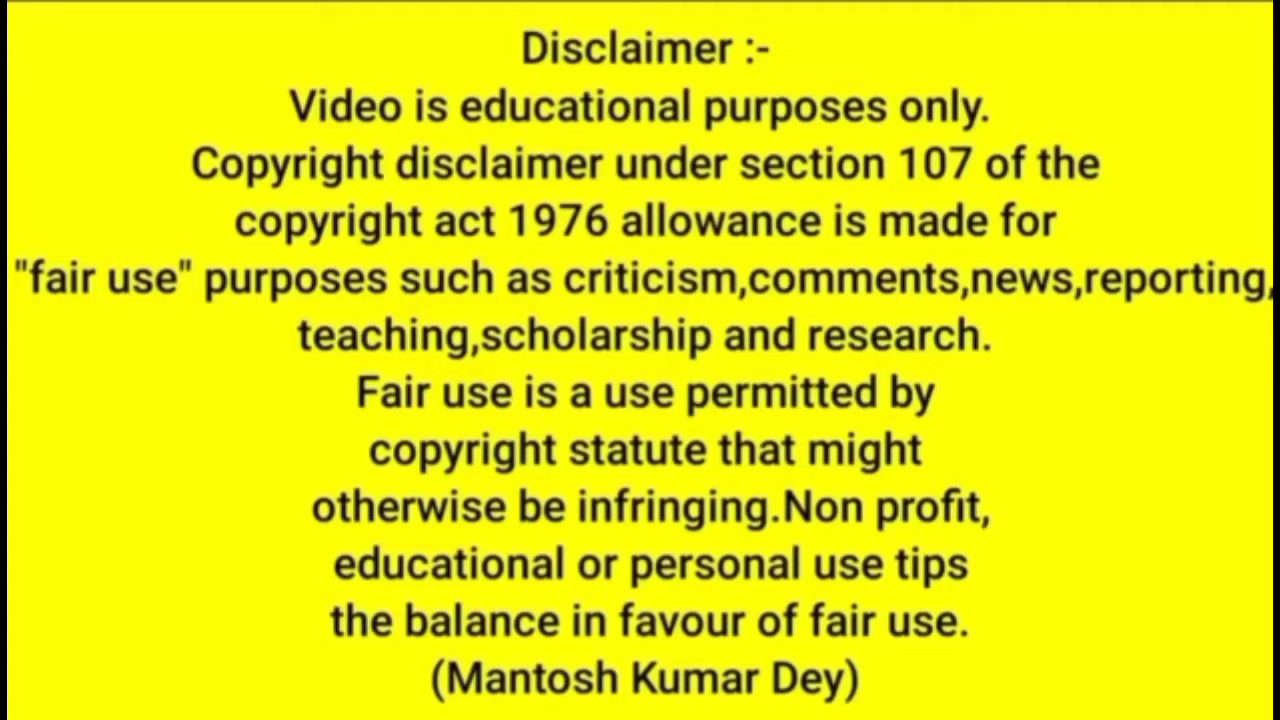 Disclaimer :-
Video is educational purposes only.
Copyright disclaimer under section 107 of the
copyright act 1976 allowance is made for
"fair use" purposes such as criticism,comments,news,reporting,
teaching,scholarship and research.
Fair use is a use permitted by
copyright statute that might
otherwise be infringing.Non profit,
educational or personal use tips
the balance in favour of fair use.
(Mantosh Kumar Dey)